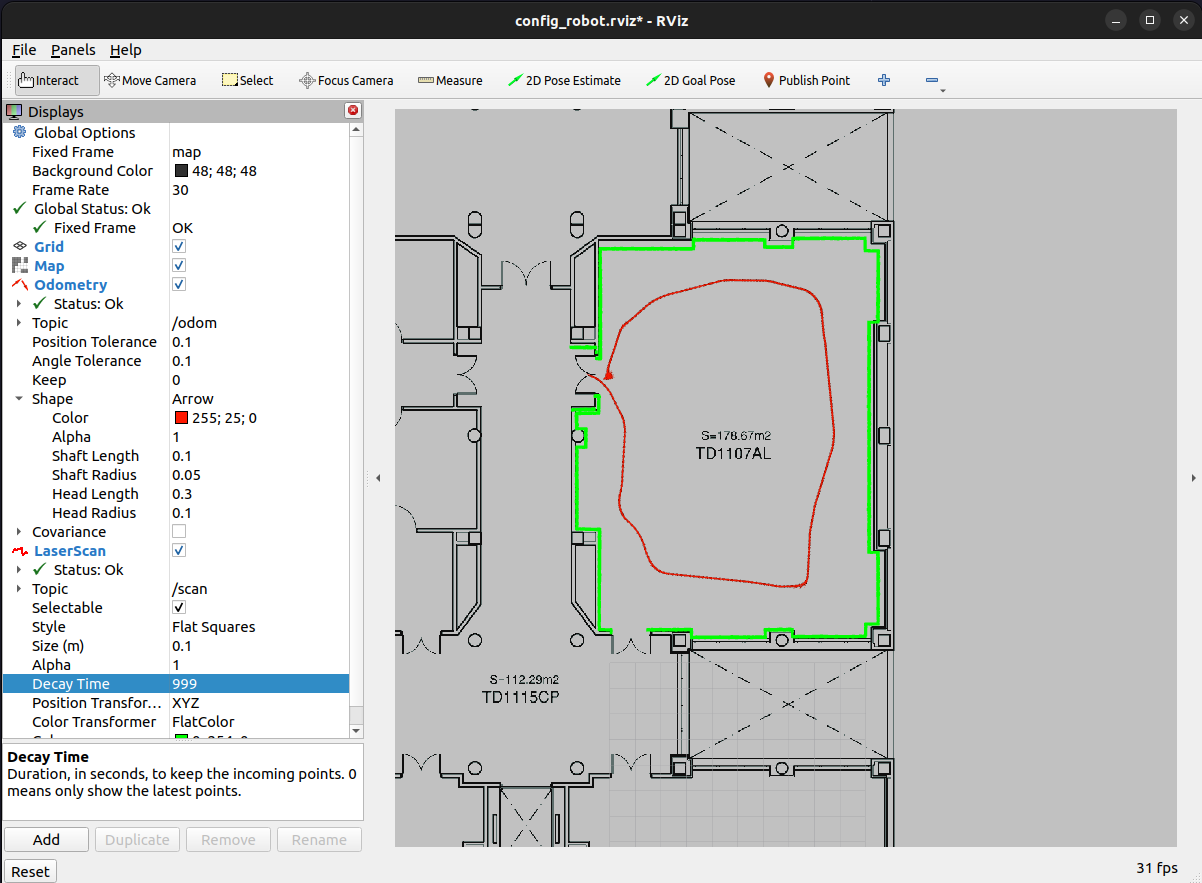 config_robot.rviz* - RViz
File Panels Help
Interact Move Camera Select Focus Camera Measure 2D Pose Estimate 2D Goal Pose Publish Point
Displays
Global Options
Fixed Frame map
Background Color 48; 48; 48
Frame Rate 30
Global Status: Ok
Fixed Frame OK
Grid
Map
Odometry
Status: Ok
Topic /odom
Position Tolerance 0.1
Angle Tolerance 0.1
Keep 0
Shape Arrow
Color 255; 25; 0
Alpha 1
Shaft Length 0.1
Shaft Radius 0.05
Head Length 0.3
Head Radius 0.1
Covariance
LaserScan
Status: Ok
Topic /scan
Selectable
Style Flat Squares
Size (m) 0.1
Alpha 1
Decay Time 999
Position Transfor... XYZ
Color Transformer FlatColor
Decay Time
Duration, in seconds, to keep the incoming points. 0
means only show the latest points.
Add Duplicate Remove Rename
Reset
S=178.67m2
TD1107AL
S=112.29m2
TD1115CP
31 fps